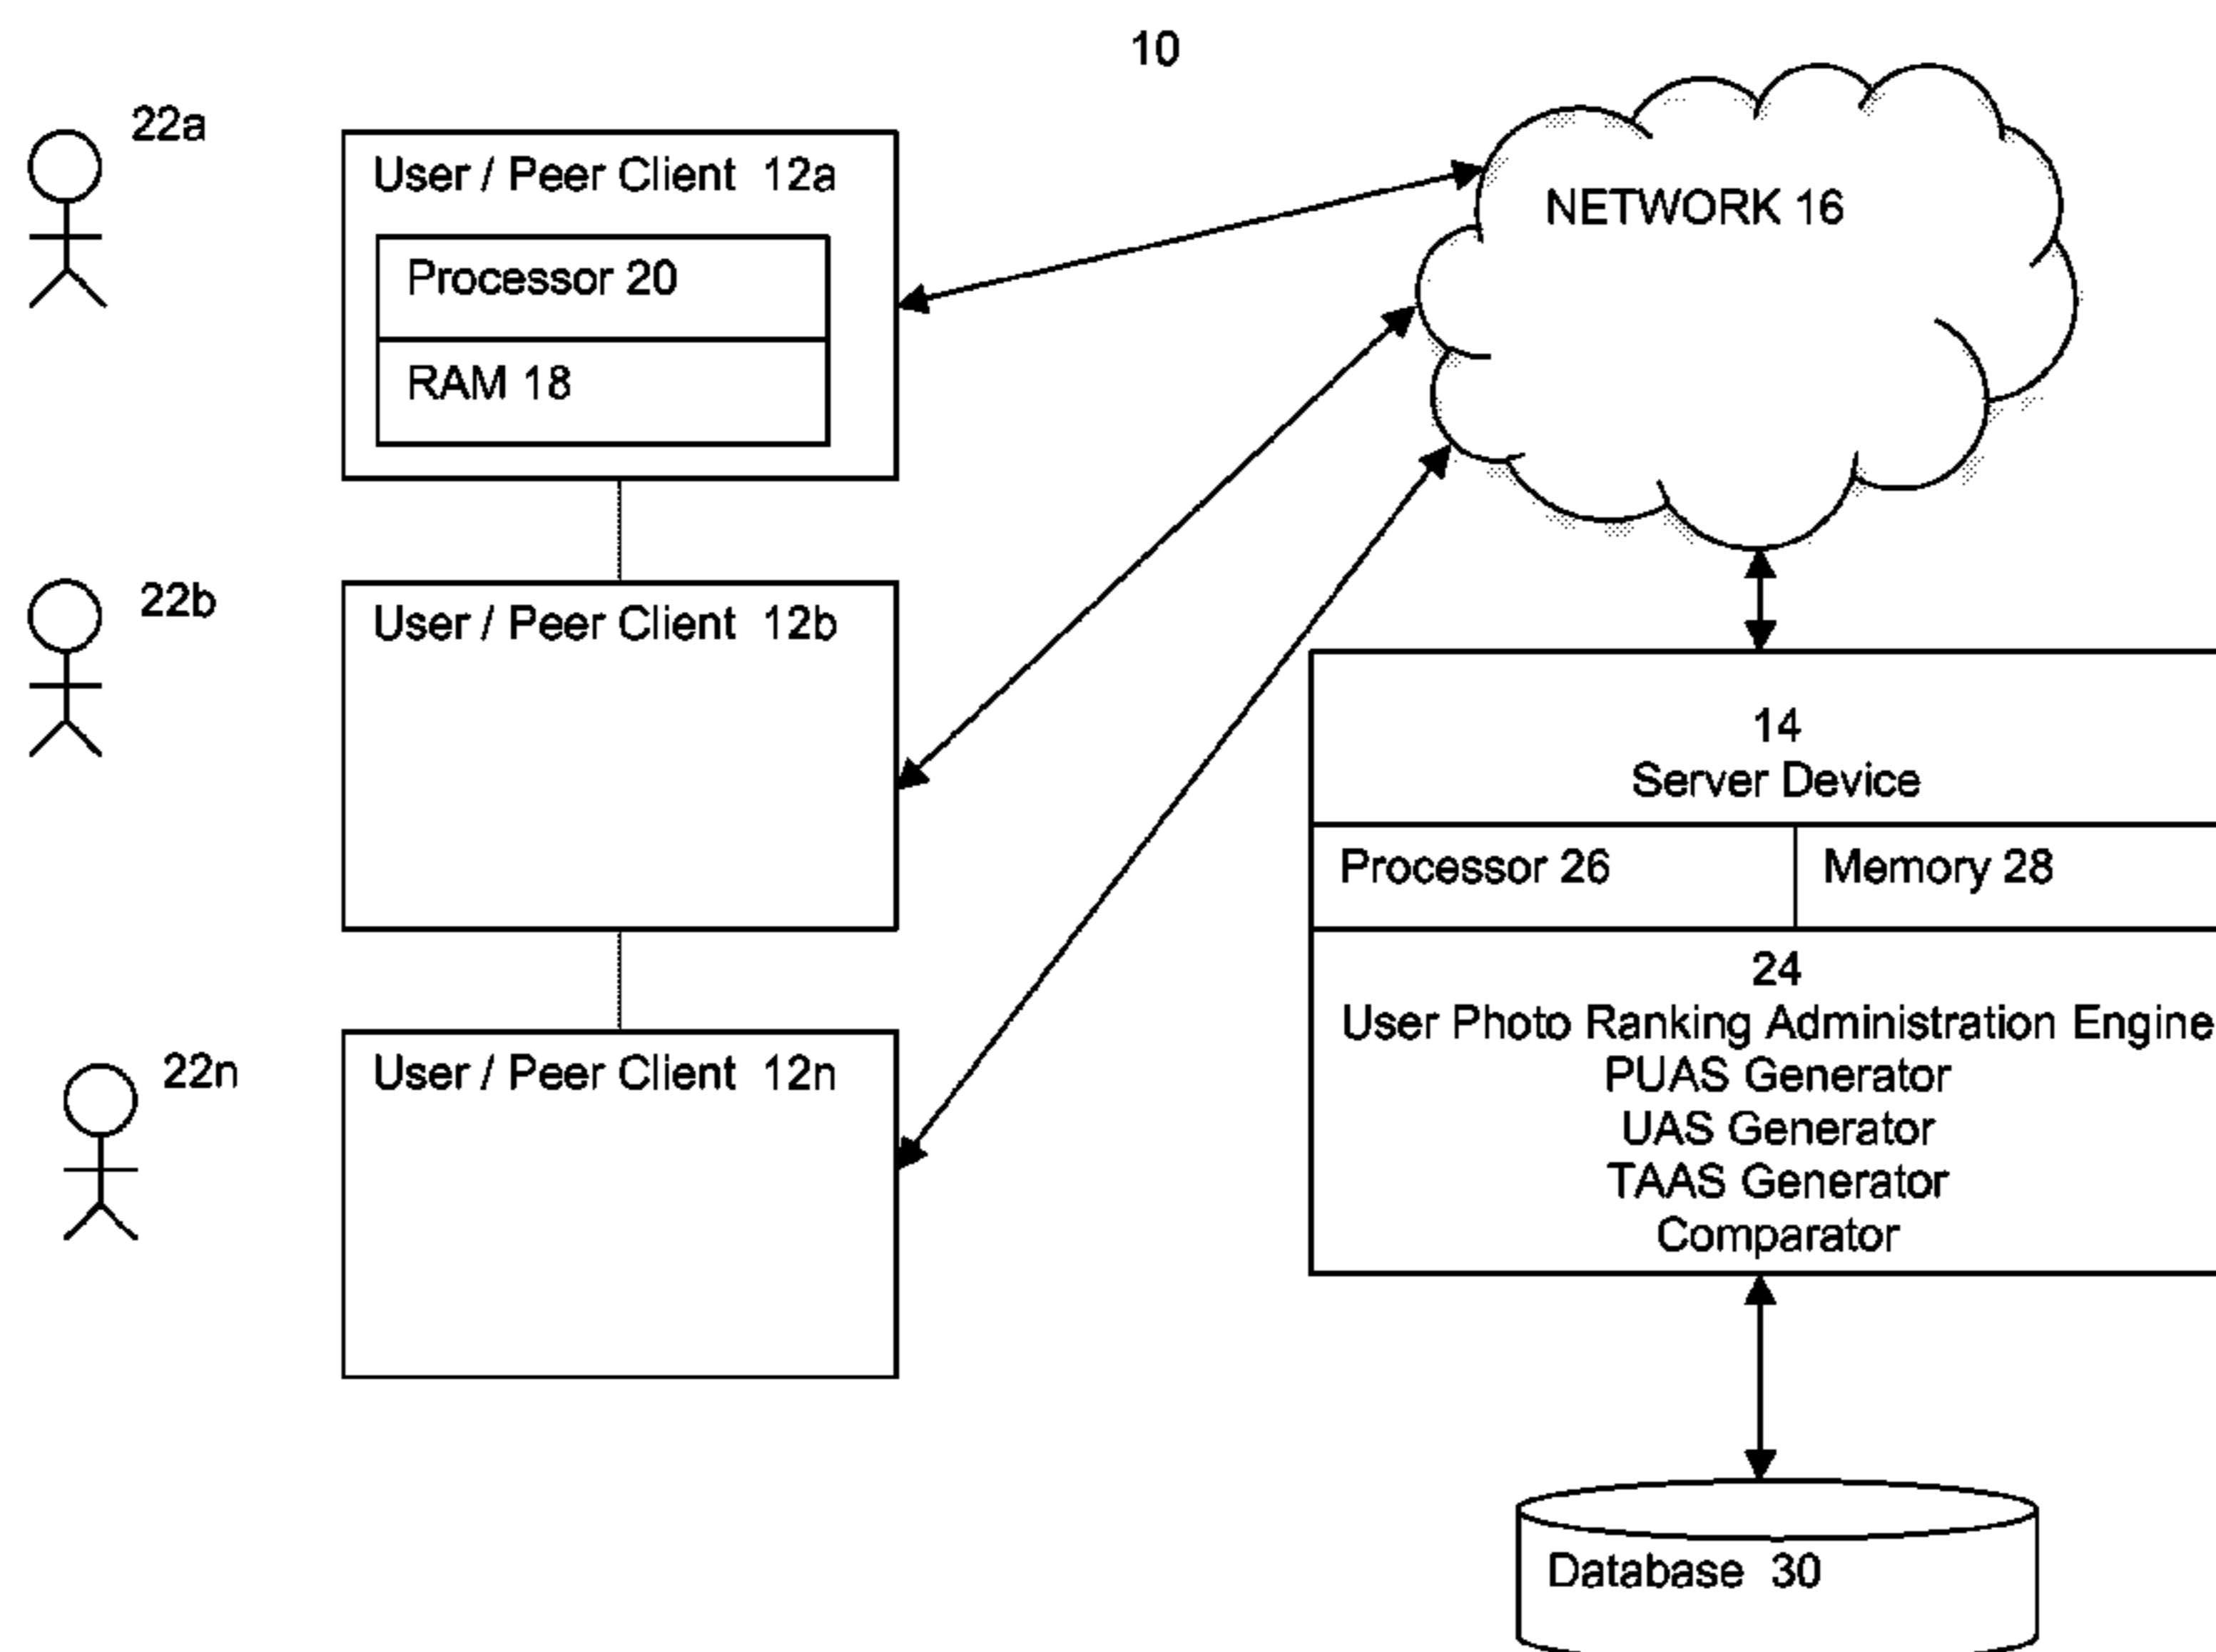 10
22a
User / Peer Client 12a
Processor 20
RAM 18
NETWORK 16
22b
User / Peer Client 12b
14
Server Device
Processor 26
Memory 28
24
User Photo Ranking Administration Engine
PUAS Generator
UAS Generator
TAAS Generator
Comparator
22n
User / Peer Client 12n
Database 30